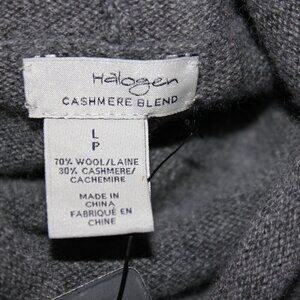 Halogen
CASHMERE BLEND
L
P
70% WOOL/LAINE
30% CASHMERE/
CACHEMIRE
MADE IN
CHINA
FABRIQUÉ EN
CHINE